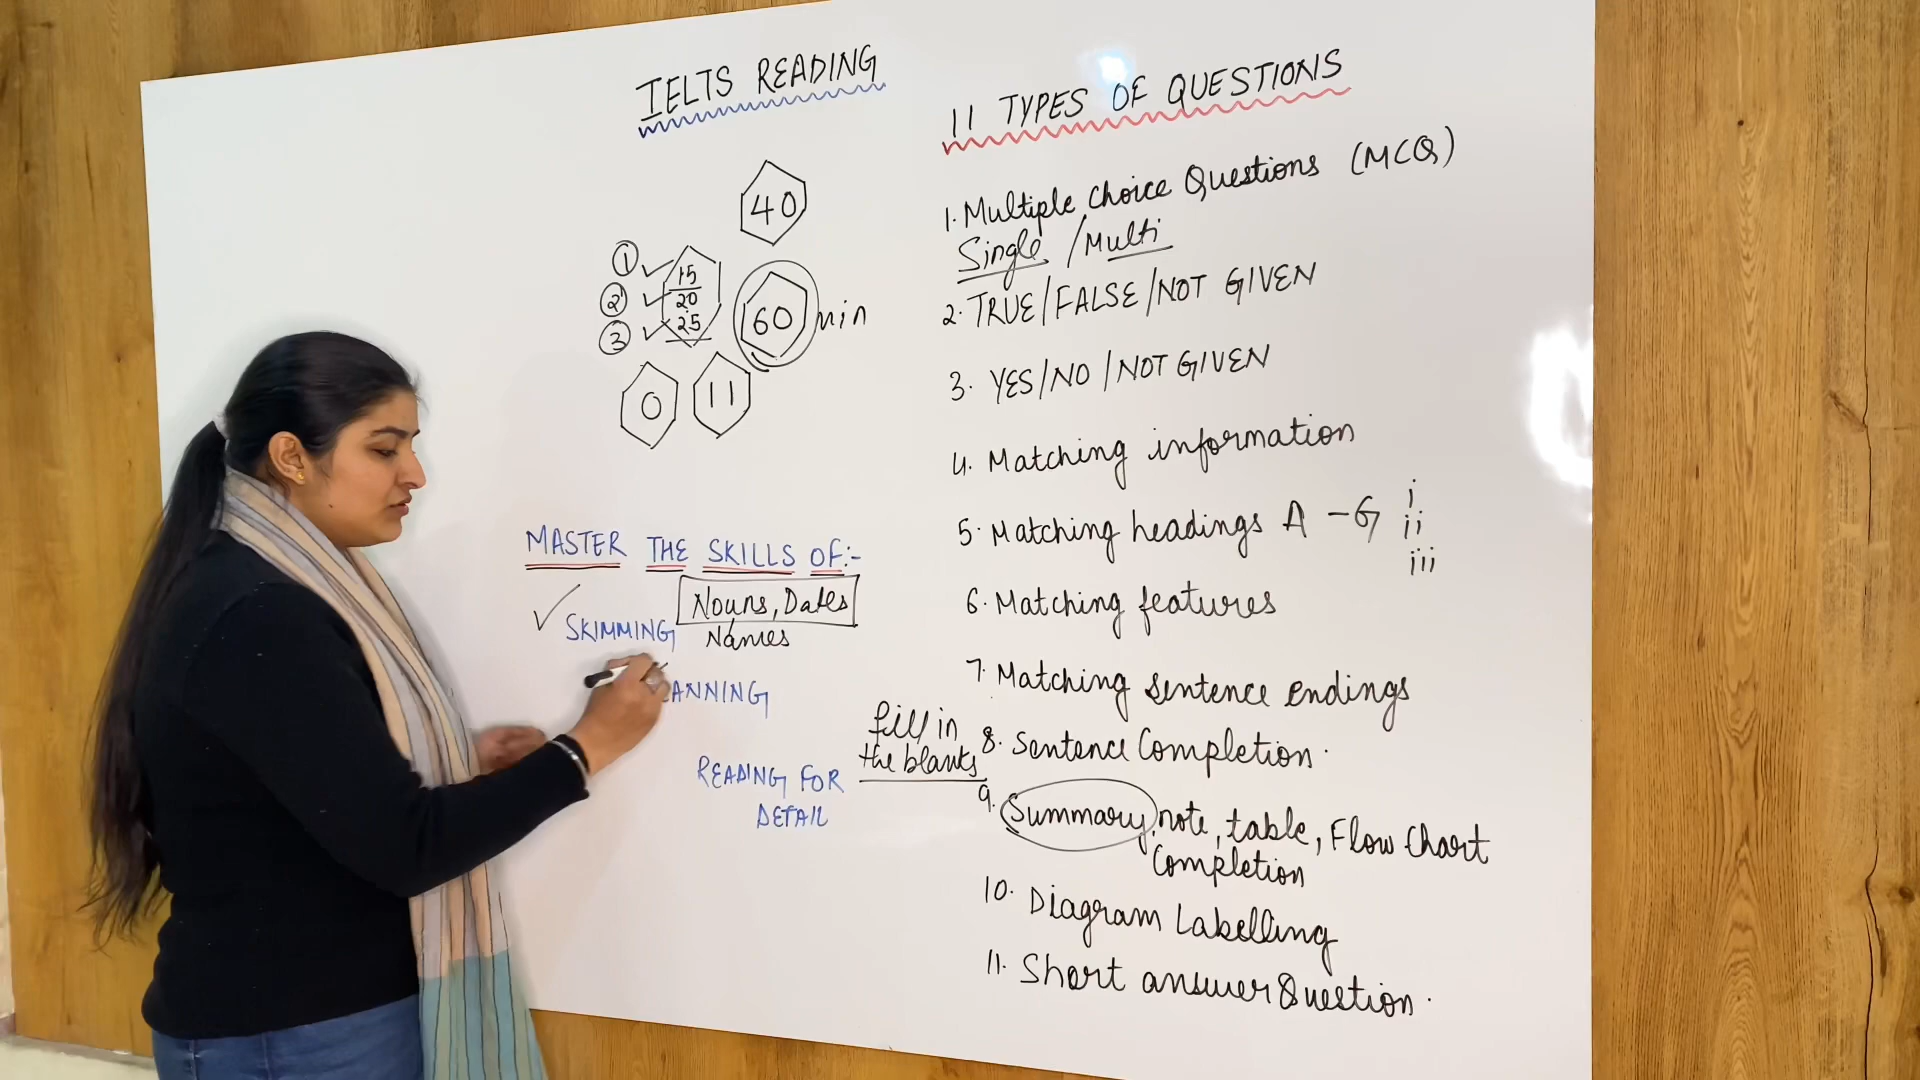 IELTS READING
40
1 15
2 20
3 25
60 min
0
11
MASTER THE SKILLS OF:-
SKIMMING
Nouns, Dates
Names
ANNING
READING FOR
DETAIL
11 TYPES OF QUESTIONS
1. Multiple Choice Questions (MCQ)
Single / Multi
2. TRUE/FALSE/NOT GIVEN
3. YES/NO/NOT GIVEN
4. Matching information
5. Matching headings A - G i
ii
iii
6. Matching features
7. Matching sentence endings
fill in
the blanks
8. Sentence Completion.
9. Summary, note, table, Flow Chart
Completion
10. Diagram Labelling
11. Short answer Question.